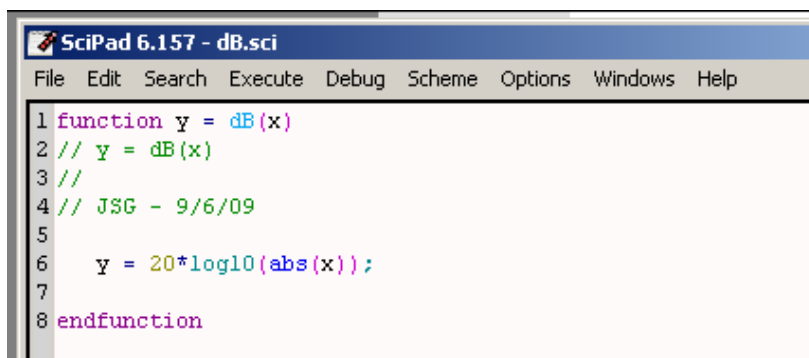 SciPad 6.157 - dB.sci
File Edit Search Execute Debug Scheme Options Windows Help
1 function y = dB(x)
2 // y = dB(x)
3 //
4 // JSG - 9/6/09
5
6 y = 20*log10(abs(x));
7
8 endfunction